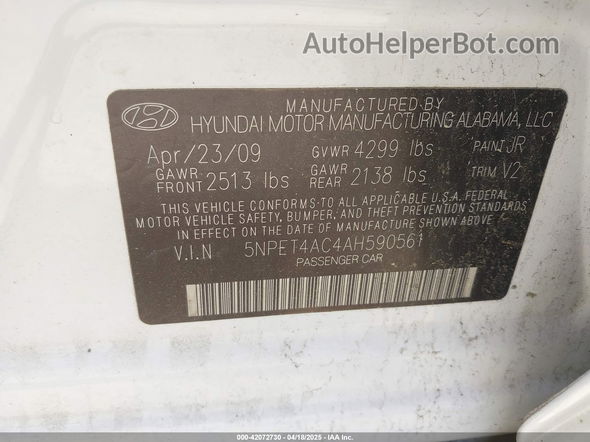 AutoHelperBot.com
MANUFACTURED BY
HYUNDAI MOTOR MANUFACTURING ALABAMA, LLC
Apr/23/09 GVWR 4299 lbs PAINT JR
GAWR FRONT 2513 lbs GAWR REAR 2138 lbs TRIM V2
THIS VEHICLE CONFORMS TO ALL APPLICABLE U.S.A. FEDERAL
MOTOR VEHICLE SAFETY, BUMPER, AND THEFT PREVENTION STANDARDS
IN EFFECT ON THE DATE OF MANUFACTURE SHOWN ABOVE.
V.I.N 5NPET4AC4AH590561
PASSENGER CAR
000-42072730 - 04/18/2025 - IAA Inc.